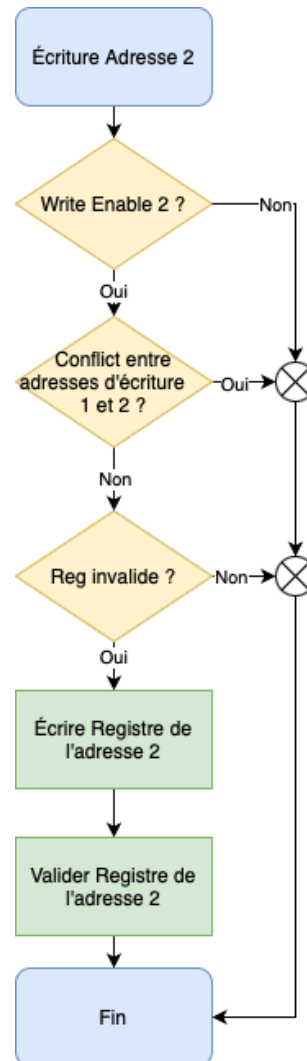 Écriture Adresse 2
Write Enable 2 ?
Non
Oui
Conflict entre
adresses d'écriture
1 et 2 ?
Oui
Non
Reg invalide ?
Non
Oui
Écrire Registre de
l'adresse 2
Valider Registre de
l'adresse 2
Fin